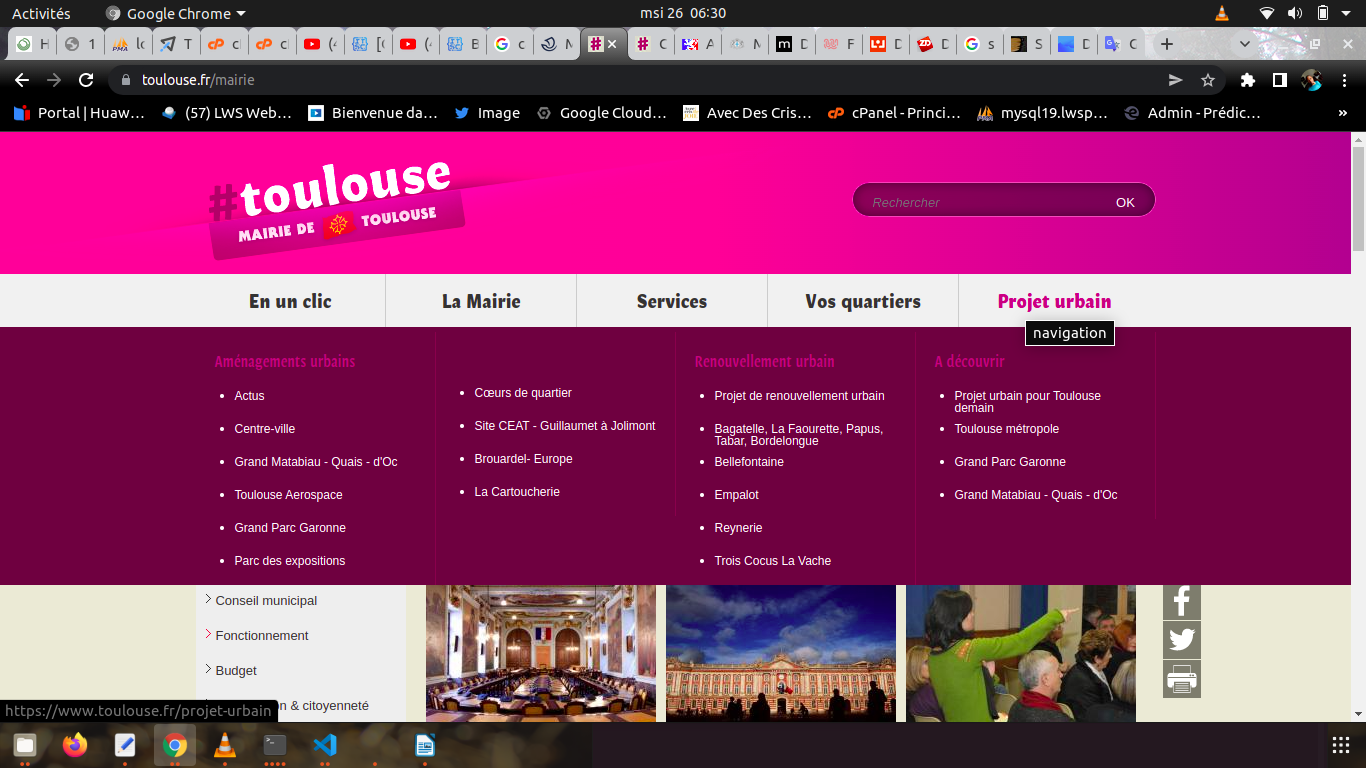 Activités
Google Chrome
msi 26 06:30
toulouse.fr/mairie
Portal | Huaw…
(57) LWS Web…
Bienvenue da…
Image
Google Cloud…
Avec Des Cris…
cPanel - Princi…
mysql19.lwsp…
Admin - Prédic…
»
#toulouse
MAIRIE DE TOULOUSE
Rechercher
OK
En un clic
La Mairie
Services
Vos quartiers
Projet urbain
navigation
Aménagements urbains
Actus
Centre-ville
Grand Matabiau - Quais - d'Oc
Toulouse Aerospace
Grand Parc Garonne
Parc des expositions
Cœurs de quartier
Site CEAT - Guillaumet à Jolimont
Brouardel- Europe
La Cartoucherie
Renouvellement urbain
Projet de renouvellement urbain
Bagatelle, La Faourette, Papus,
Tabar, Bordelongue
Bellefontaine
Empalot
Reynerie
Trois Cocus La Vache
A découvrir
Projet urbain pour Toulouse
demain
Toulouse métropole
Grand Parc Garonne
Grand Matabiau - Quais - d'Oc
Conseil municipal
Fonctionnement
Budget
n & citoyenneté
https://www.toulouse.fr/projet-urbain